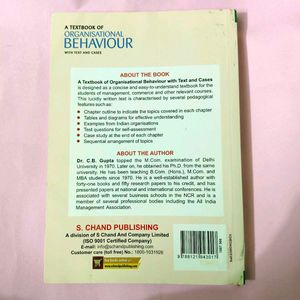 A TEXTBOOK OF
ORGANISATIONAL
BEHAVIOUR
WITH TEXT AND CASES
ABOUT THE BOOK
A Textbook of Organisational Behaviour with Text and Cases
is designed as a concise and easy-to-understand textbook for the
students of management, commerce and other relevant courses.
This lucidly written text is characterised by several pedagogical
features such as:
• Chapter outline to indicate the topics covered in each chapter
• Tables and diagrams for effective understanding
• Examples from Indian organisations
• Test questions for self-assessment
• Case study at the end of each chapter
• Sequential arrangement of topics
ABOUT THE AUTHOR
Dr. C.B. Gupta topped the M.Com. examination of Delhi
University in 1970. Later on, he obtained his Ph.D. from the same
university. He has been teaching B.Com. (Hons.), M.Com. and
MBA students since 1970. He is a well-established author with
forty-one books and fifty research papers to his credit, and has
presented papers at national and international conferences. He is
associated with several business schools in the NCR and is a
member of several professional bodies including the All India
Management Association.
S. CHAND PUBLISHING
A division of S Chand And Company Limited
(ISO 9001 Certified Company)
E-mail: info@schandpublishing.com
Customer care (toll free) No.: 1800-1031926
www.schandpublishing.com